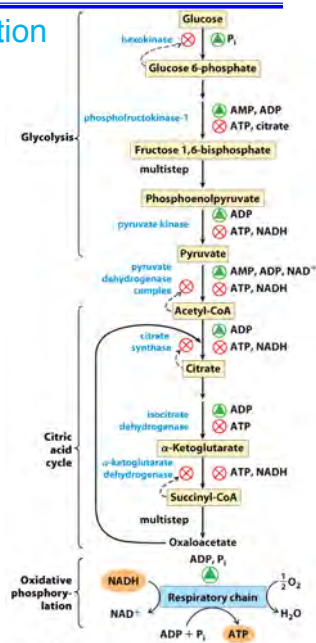 tion
Glucose
hexokinase
Pi
Glucose 6-phosphate
phosphofructokinase-1
AMP, ADP
ATP, citrate
Glycolysis
Fructose 1,6-bisphosphate
multistep
Phosphoenolpyruvate
pyruvate kinase
ADP
ATP, NADH
Pyruvate
pyruvate
dehydrogenase
complex
AMP, ADP, NAD+
ATP, NADH
Acetyl-CoA
citrate
synthase
ADP
ATP, NADH
Citrate
isocitrate
dehydrogenase
ADP
ATP
Citric
acid
cycle
α-Ketoglutarate
α-ketoglutarate
dehydrogenase
ATP, NADH
Succinyl-CoA
multistep
Oxaloacetate
Oxidative
phosphory-
lation
ADP, Pi
NADH
1/2 O2
Respiratory chain
NAD+
H2O
ADP + Pi
ATP